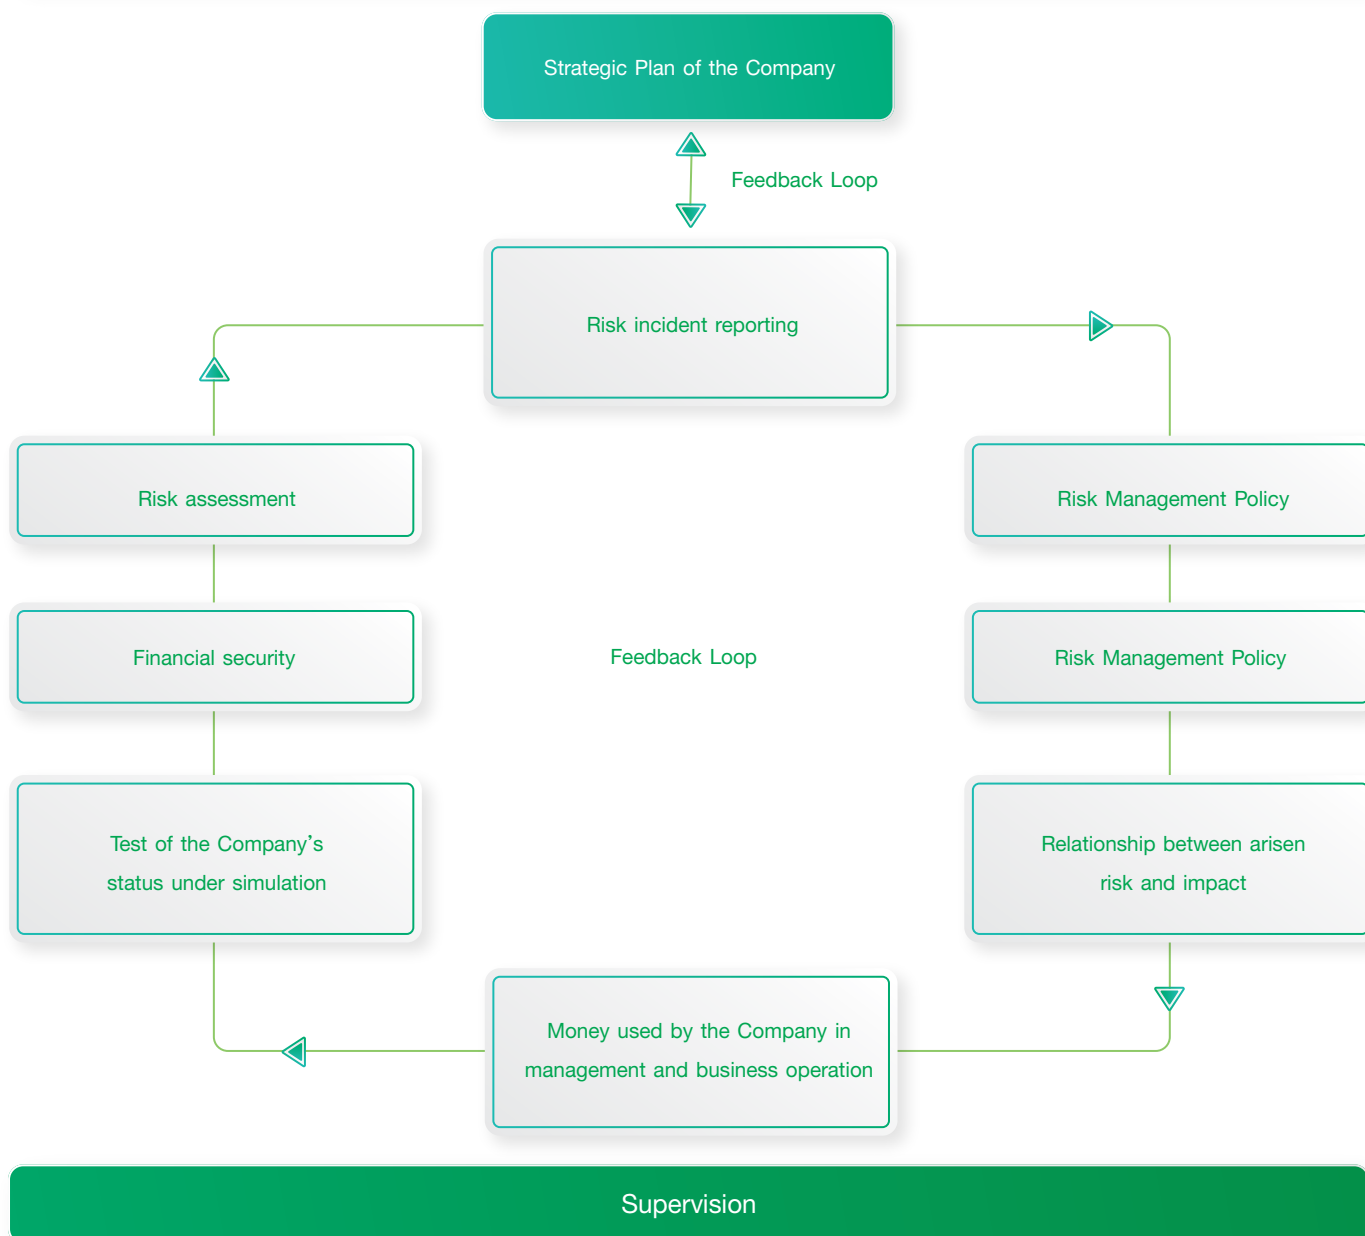 Strategic Plan of the Company
Feedback Loop
Risk incident reporting
Risk assessment
Risk Management Policy
Financial security
Feedback Loop
Risk Management Policy
Test of the Company's
status under simulation
Relationship between arisen
risk and impact
Money used by the Company in
management and business operation
Supervision